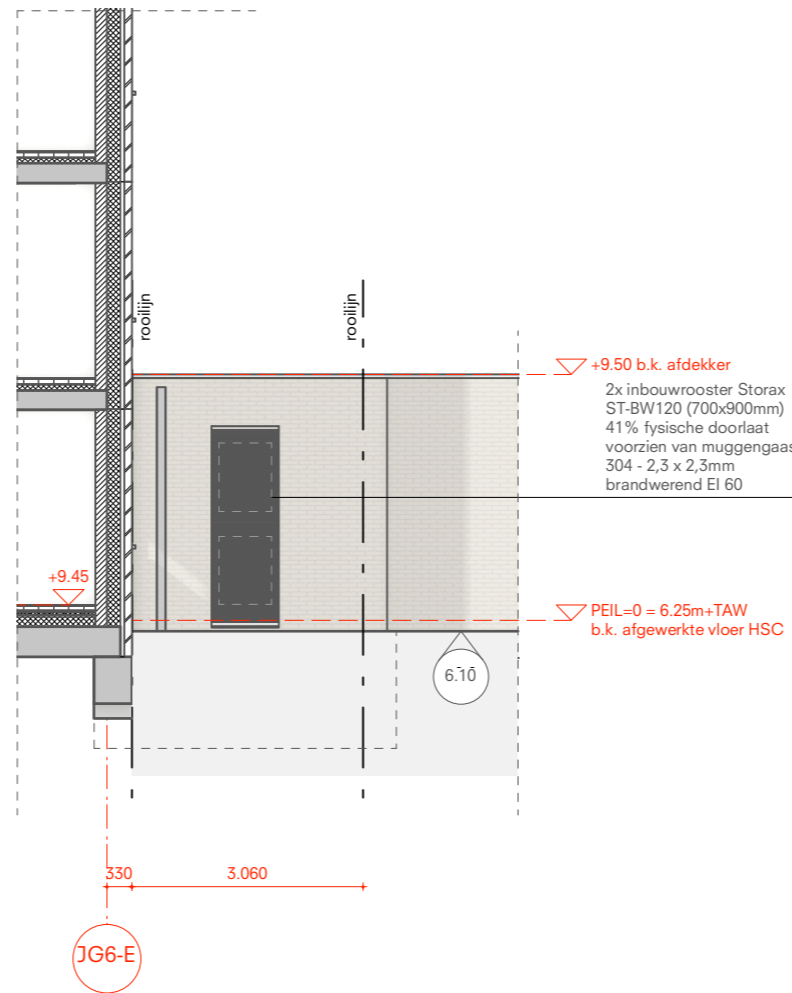 rooilijn
rooilijn
+9.50 b.k. afdekker
2x inbouwrooster Storax
ST-BW120 (700x900mm)
41% fysische doorlaat
voorzien van muggengaas
304 - 2,3 x 2,3mm
brandwerend EI 60
+9.45
PEIL=0 = 6.25m+TAW
b.k. afgewerkte vloer HSC
6.10
330
3.060
JG6-E